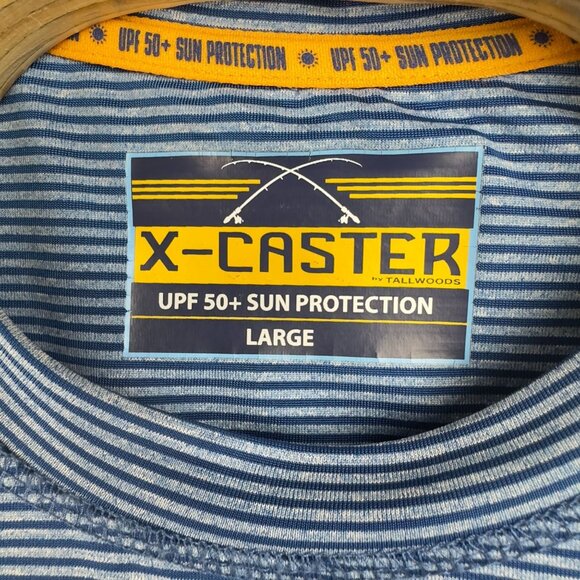 UPF 50+ SUN PROTECTION UPF 50+ SUN PROTECTION
X-CASTER
by TALLWOODS
UPF 50+ SUN PROTECTION
LARGE